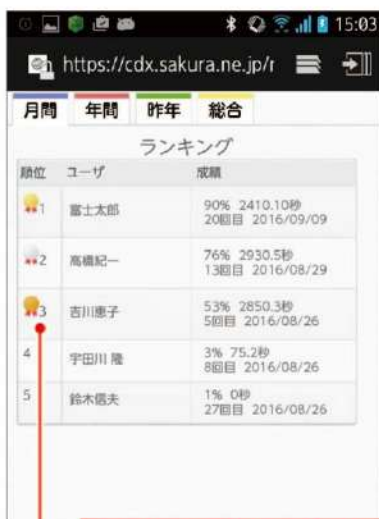 15:03
https://cdx.sakura.ne.jp/r
月間 年間 昨年 総合
ランキング
順位 ユーザ 成績
1 富士太郎 90% 2410.10秒
20回目 2016/09/09
2 高橋紀一 76% 2930.5秒
13回目 2016/08/29
3 吉川恵子 53% 2850.3秒
5回目 2016/08/26
4 宇田川 隆 3% 75.2秒
8回目 2016/08/26
5 鈴木信夫 1% 0秒
27回目 2016/08/26